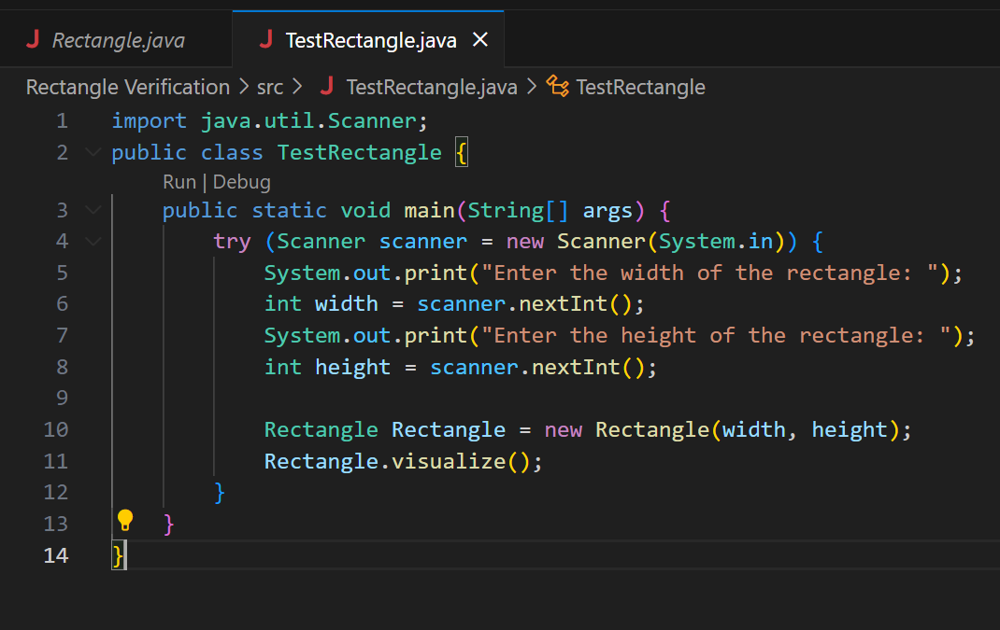 J Rectangle.java J TestRectangle.java ×
Rectangle Verification > src > J TestRectangle.java > TestRectangle
1 import java.util.Scanner;
2 public class TestRectangle {
Run | Debug
3 public static void main(String[] args) {
4 try (Scanner scanner = new Scanner(System.in)) {
5 System.out.print("Enter the width of the rectangle: ");
6 int width = scanner.nextInt();
7 System.out.print("Enter the height of the rectangle: ");
8 int height = scanner.nextInt();
9
10 Rectangle Rectangle = new Rectangle(width, height);
11 Rectangle.visualize();
12 }
13 }
14 }